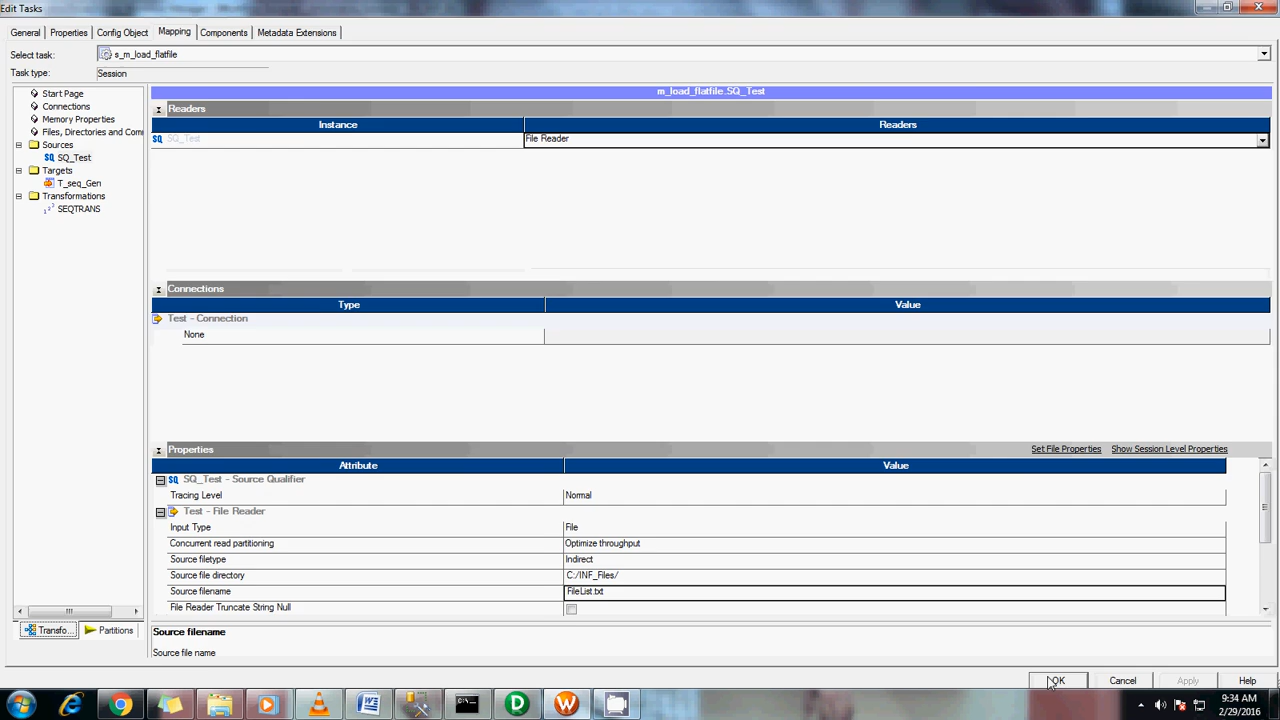 Edit Tasks
General Properties Config Object Mapping Components Metadata Extensions
Select task: s_m_load_flatfile
Task type: Session
Start Page
Connections
Memory Properties
Files, Directories and Com
Sources
SQ SQ_Test
Targets
T_seq_Gen
Transformations
SEQTRANS
Transfo... Partitions
m_load_flatfile.SQ_Test
Readers
Instance Readers
SQ SQ_Test File Reader
Connections
Type Value
Test - Connection
None
Properties Set File Properties Show Session Level Properties
Attribute Value
SQ SQ_Test - Source Qualifier
Tracing Level Normal
Test - File Reader
Input Type File
Concurrent read partitioning Optimize throughput
Source filetype Indirect
Source file directory C:/INF_Files/
Source filename FileList.txt
File Reader Truncate String Null
Source filename
Source file name
OK Cancel Apply Help
9:34 AM
2/29/2016